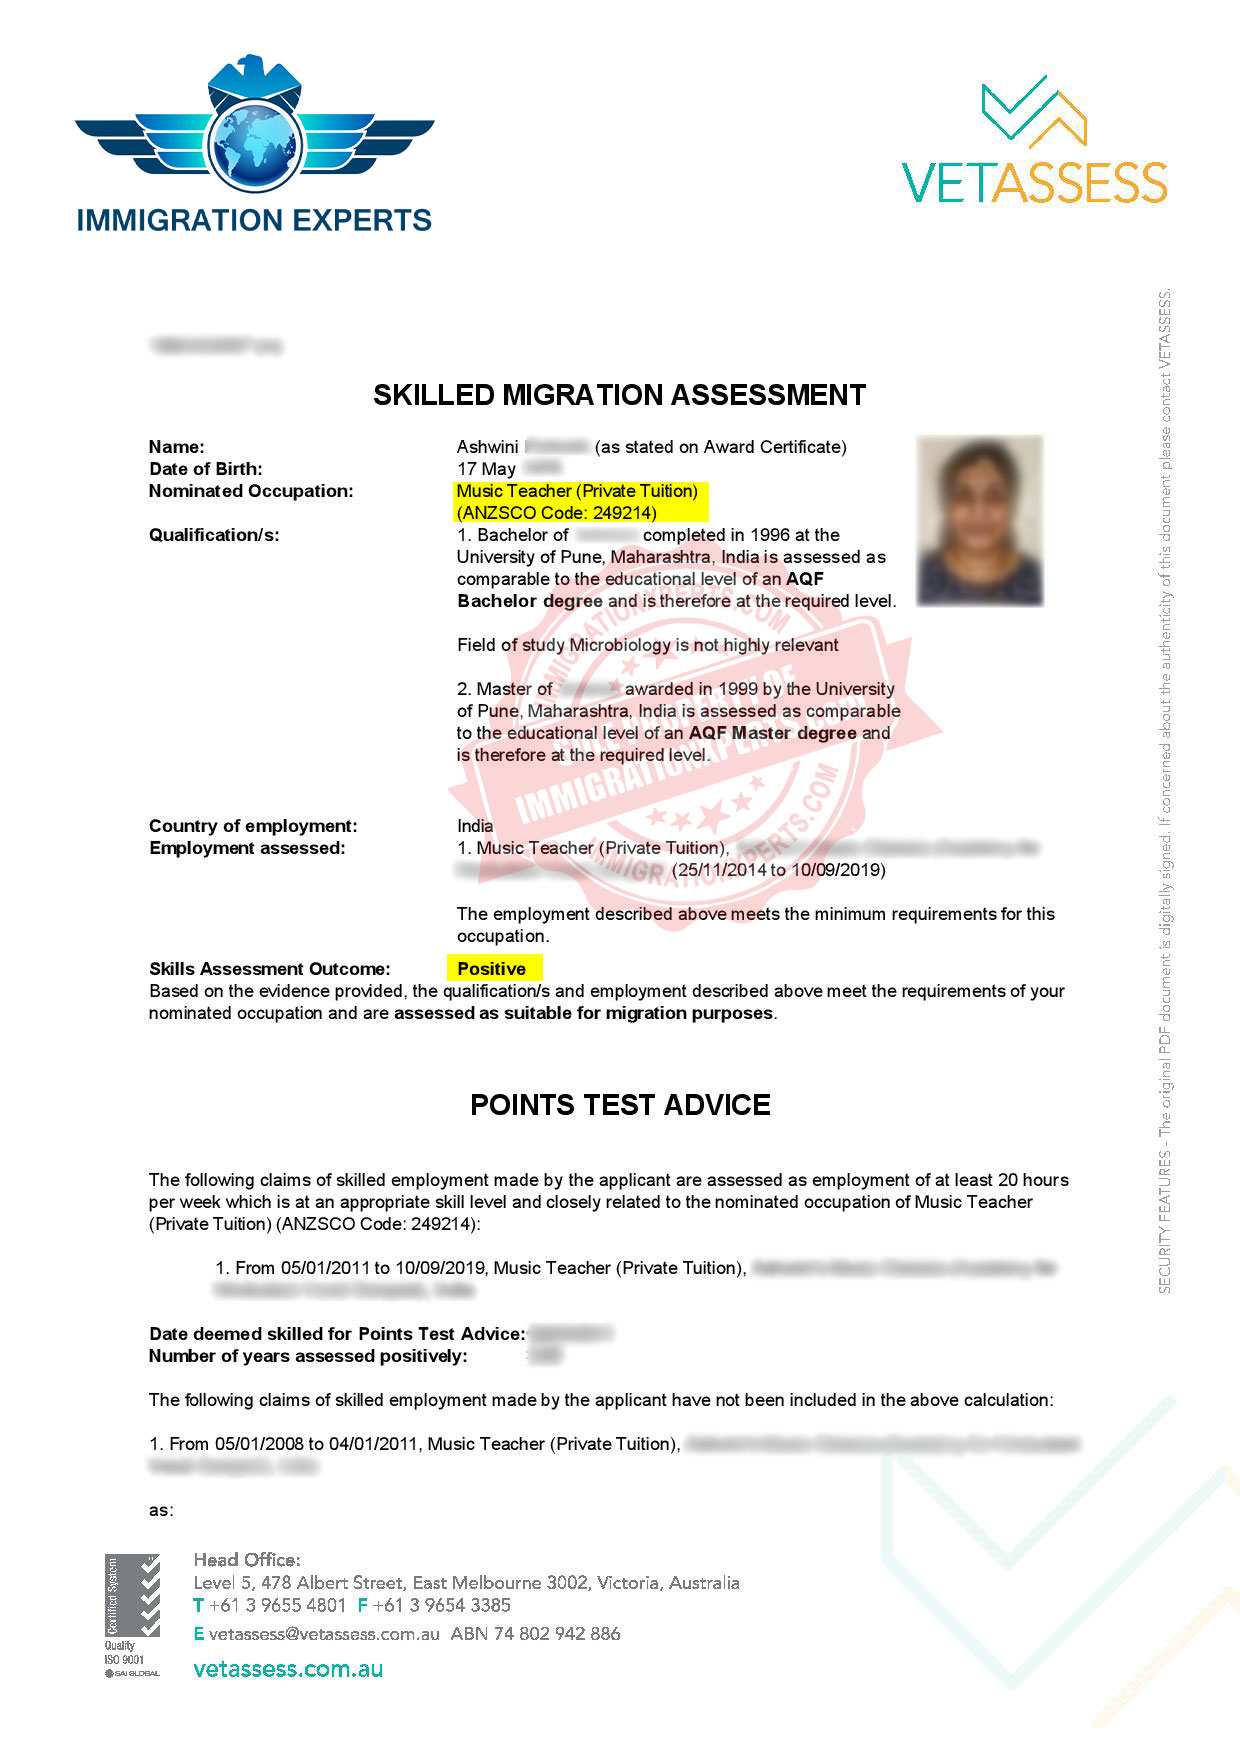 IMMIGRATION EXPERTS
VETASSESS
SKILLED MIGRATION ASSESSMENT
Name: Ashwini (as stated on Award Certificate)
Date of Birth: 17 May
Nominated Occupation: Music Teacher (Private Tuition)
(ANZSCO Code: 249214)
Qualification/s: 1. Bachelor of completed in 1996 at the
University of Pune, Maharashtra, India is assessed as
comparable to the educational level of an AQF
Bachelor degree and is therefore at the required level.
Field of study Microbiology is not highly relevant
2. Master of awarded in 1999 by the University
of Pune, Maharashtra, India is assessed as comparable
to the educational level of an AQF Master degree and
is therefore at the required level.
IMMIGRATIONXPERTS.COM
SOLE PROPERTY OF
IMMIGRATIONXPERTS.COM
IMMIGRATIONXPERTS.COM
Country of employment: India
Employment assessed: 1. Music Teacher (Private Tuition),
(25/11/2014 to 10/09/2019)
The employment described above meets the minimum requirements for this
occupation.
Skills Assessment Outcome: Positive
Based on the evidence provided, the qualification/s and employment described above meet the requirements of your
nominated occupation and are assessed as suitable for migration purposes.
POINTS TEST ADVICE
The following claims of skilled employment made by the applicant are assessed as employment of at least 20 hours
per week which is at an appropriate skill level and closely related to the nominated occupation of Music Teacher
(Private Tuition) (ANZSCO Code: 249214):
1. From 05/01/2011 to 10/09/2019, Music Teacher (Private Tuition),
Date deemed skilled for Points Test Advice:
Number of years assessed positively:
The following claims of skilled employment made by the applicant have not been included in the above calculation:
1. From 05/01/2008 to 04/01/2011, Music Teacher (Private Tuition),
as:
SECURITY FEATURES - The original PDF document is digitally signed. If concerned about the authenticity of this document please contact VETASSESS.
Certified System
Quality
ISO 9001
SAI GLOBAL
Head Office:
Level 5, 478 Albert Street, East Melbourne 3002, Victoria, Australia
T +61 3 9655 4801 F +61 3 9654 3385
E vetassess@vetassess.com.au ABN 74 802 942 886
vetassess.com.au